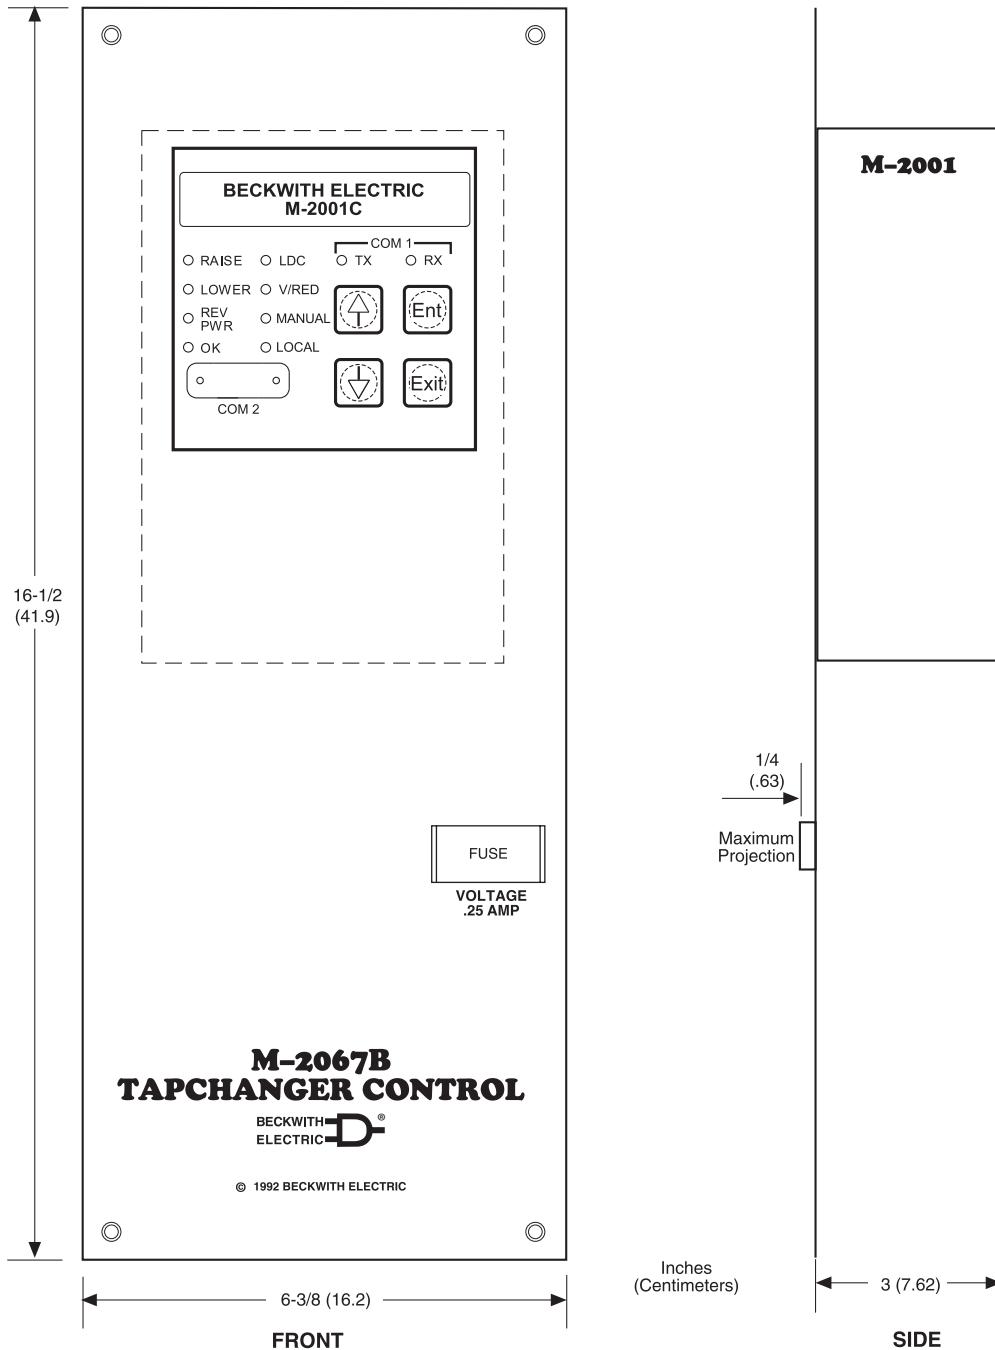 BECKWITH ELECTRIC
M-2001C
COM 1
RAISE
LDC
TX
RX
LOWER
V/RED
REV
PWR
MANUAL
Ent
OK
LOCAL
Exit
COM 2
16-1/2
(41.9)
FUSE
VOLTAGE
.25 AMP
M–2067B
TAPCHANGER CONTROL
BECKWITH
ELECTRIC
®
© 1992 BECKWITH ELECTRIC
6-3/8 (16.2)
FRONT
M–2001
1/4
(.63)
Maximum
Projection
Inches
(Centimeters)
3 (7.62)
SIDE